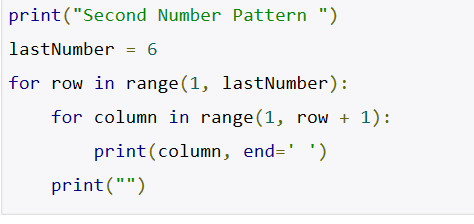 print("Second Number Pattern ")
lastNumber = 6
for row in range(1, lastNumber):
    for column in range(1, row + 1):
        print(column, end=' ')
    print("")